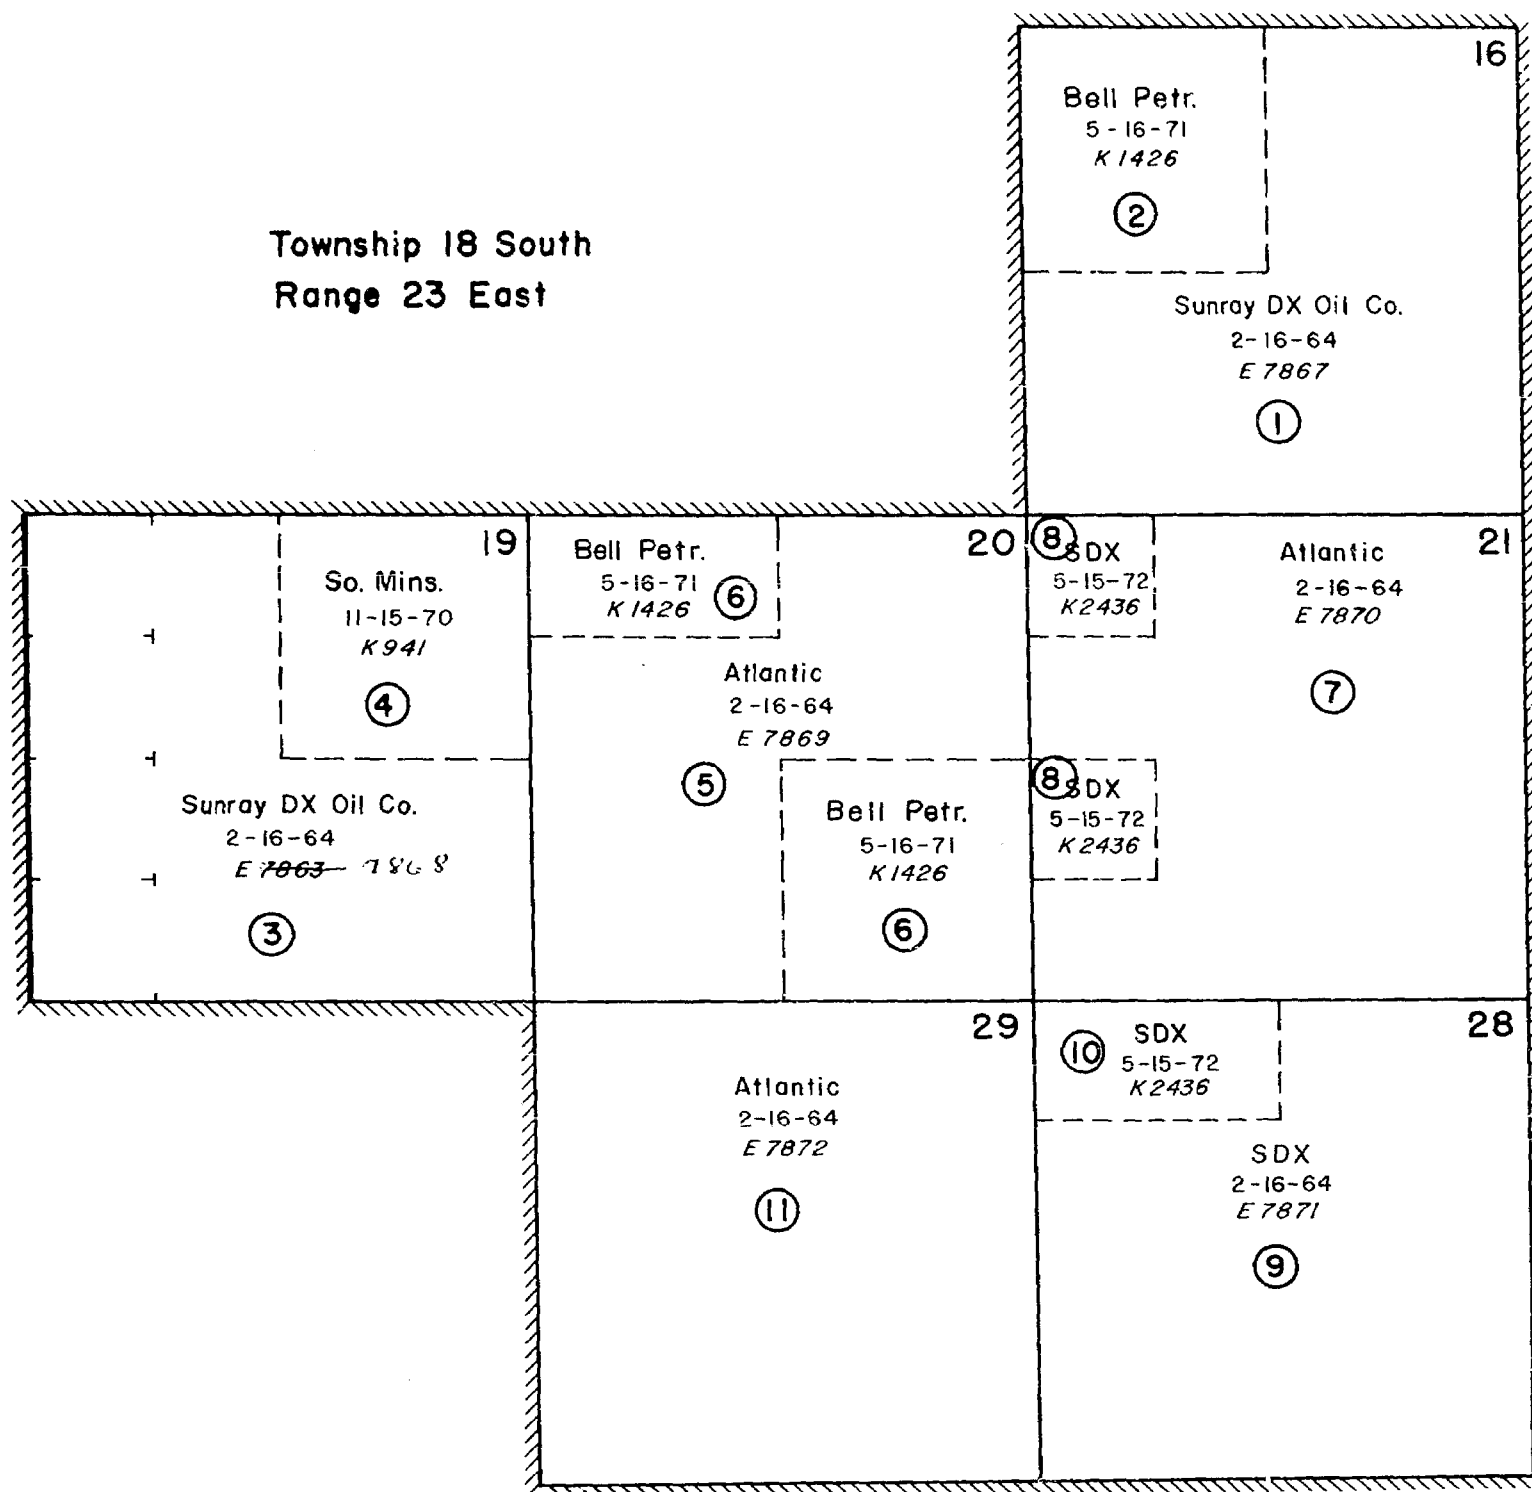 16
Bell Petr.
5-16-71
K 1426
2
Township 18 South
Range 23 East
Sunray DX Oil Co.
2-16-64
E 7867
1
19
So. Mins.
11-15-70
K 941
4
Sunray DX Oil Co.
2-16-64
E 7863 7868
3
20
Bell Petr.
5-16-71
K 1426
6
Atlantic
2-16-64
E 7869
5
Bell Petr.
5-16-71
K 1426
6
21
8
SDX
5-15-72
K 2436
Atlantic
2-16-64
E 7870
7
8
SDX
5-15-72
K 2436
29
Atlantic
2-16-64
E 7872
11
28
10
SDX
5-15-72
K 2436
SDX
2-16-64
E 7871
9